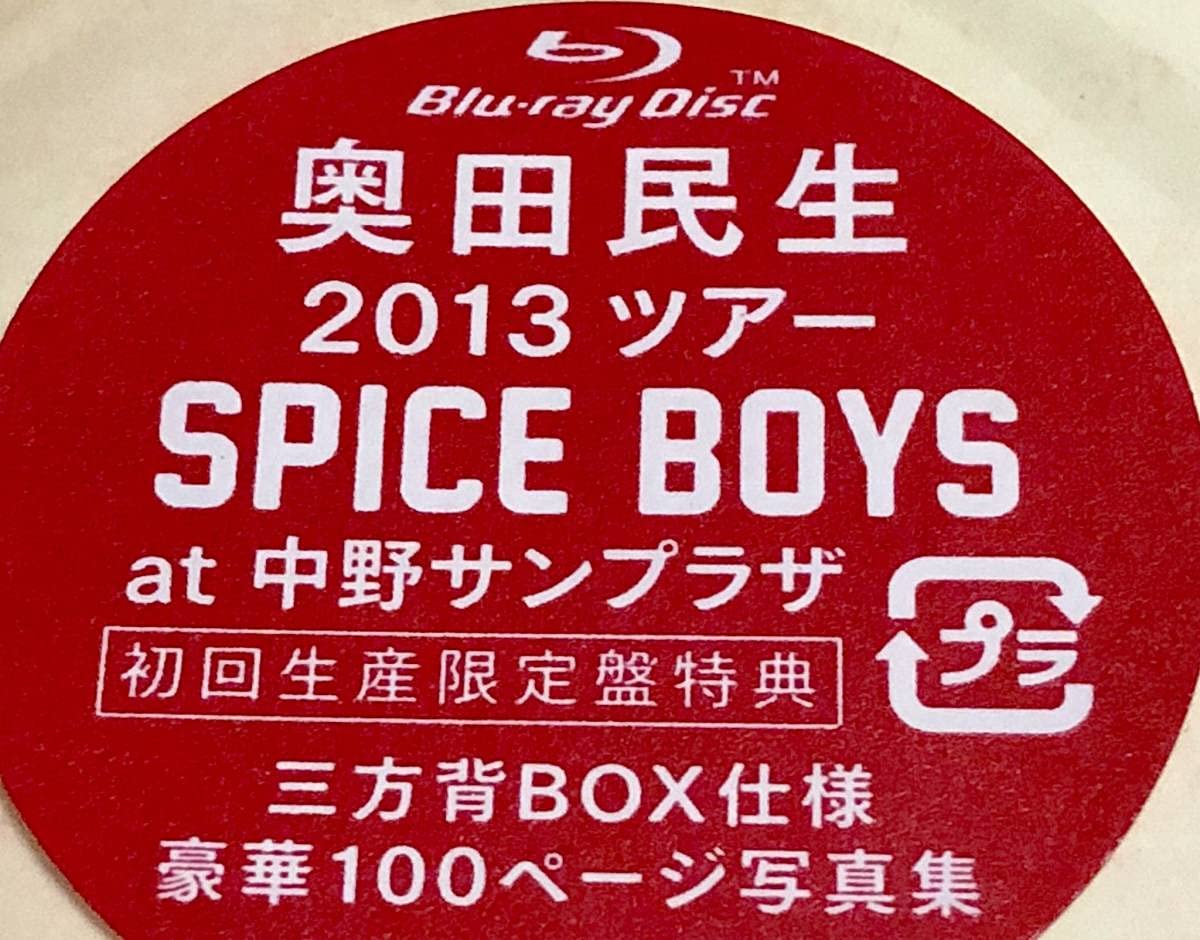 Blu-ray Disc™
奥田民生
2013 ツアー
SPICE BOYS
at 中野サンプラザ
プラ
初回生産限定盤特典
三方背BOX仕様
豪華100ページ写真集